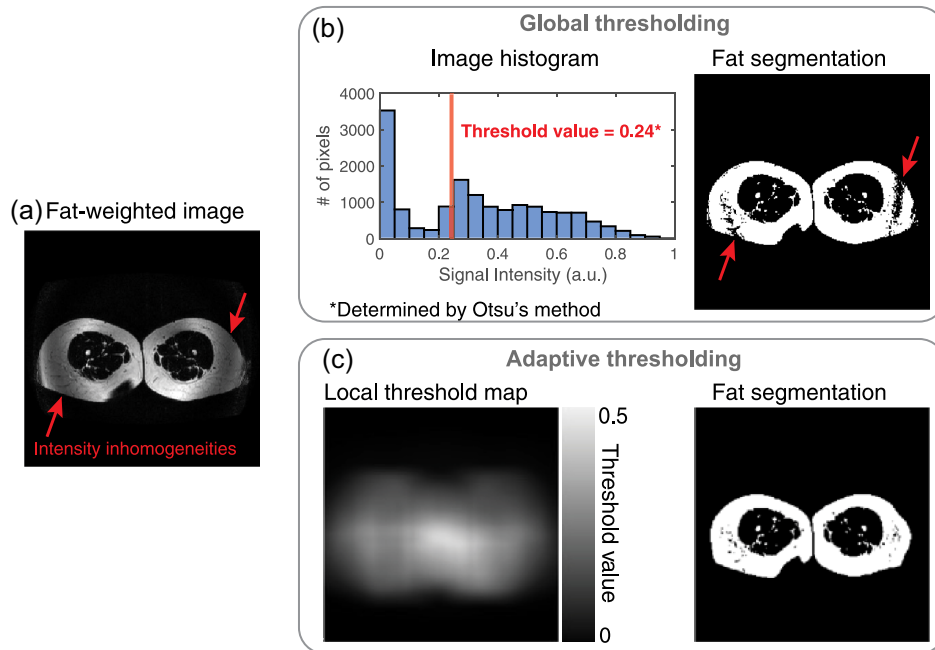 (a) Fat-weighted image
Intensity inhomogeneities
(b)
Global thresholding
Image histogram
Fat segmentation
4000
3000
2000
1000
0
# of pixels
Threshold value = 0.24*
0 0.2 0.4 0.6 0.8 1
Signal Intensity (a.u.)
*Determined by Otsu's method
(c)
Adaptive thresholding
Local threshold map
Fat segmentation
0.5
Threshold value
0